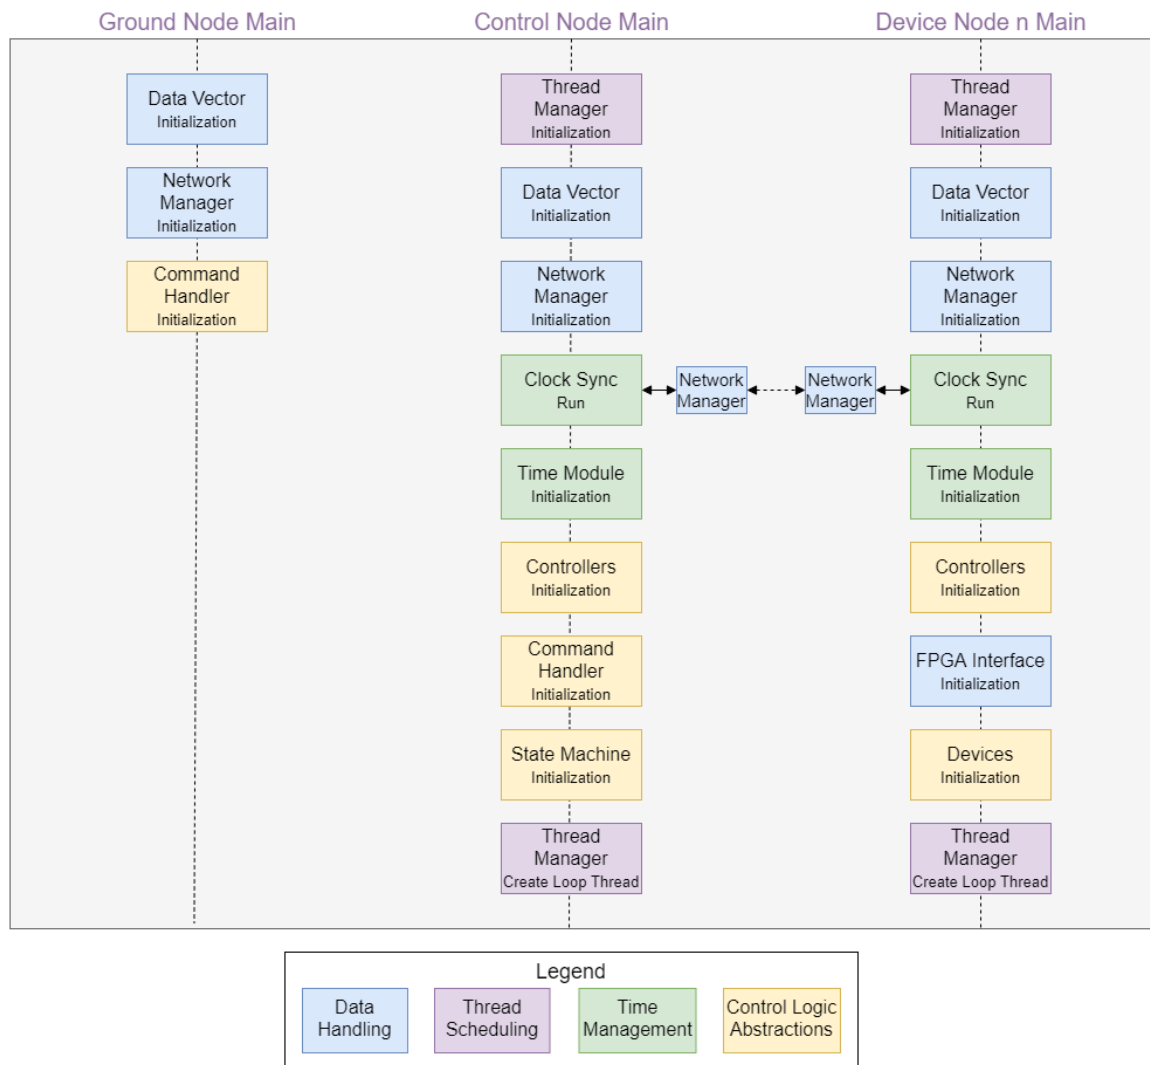 Ground Node Main
Control Node Main
Device Node n Main
Data Vector
Initialization
Network
Manager
Initialization
Command
Handler
Initialization
Thread
Manager
Initialization
Data Vector
Initialization
Network
Manager
Initialization
Clock Sync
Run
Network
Manager
Network
Manager
Time Module
Initialization
Controllers
Initialization
Command
Handler
Initialization
State Machine
Initialization
Thread
Manager
Create Loop Thread
Thread
Manager
Initialization
Data Vector
Initialization
Network
Manager
Initialization
Clock Sync
Run
Time Module
Initialization
Controllers
Initialization
FPGA Interface
Initialization
Devices
Initialization
Thread
Manager
Create Loop Thread
Legend
Data
Handling
Thread
Scheduling
Time
Management
Control Logic
Abstractions